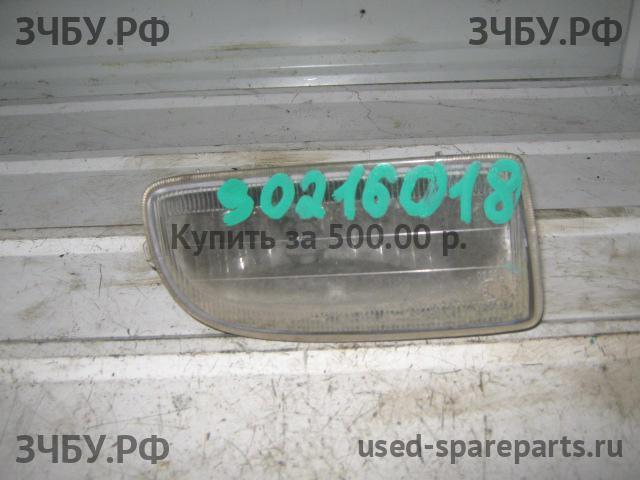 ЗЧБУ.РФ ЗЧБУ.РФ
30216018
Купить за 500.00 р.
ЗЧБУ.РФ used-spareparts.ru